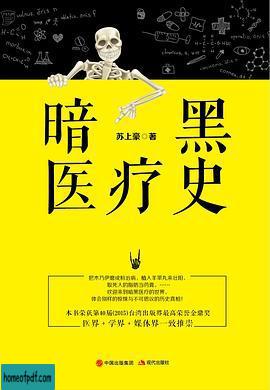 暗黑
医疗史
苏上豪 著
把木乃伊磨成粉治病，植入羊睾丸来壮阳，
取死人的脂肪当药膏，……
欢迎来到暗黑医疗的世界，
体会别样的惊悚与不可思议的历史真相！
本书荣获第40届(2015)台湾出版界最高荣誉金鼎奖
医界·学界·媒体界一致推崇
中国出版集团
现代出版社
homeofpdf.com